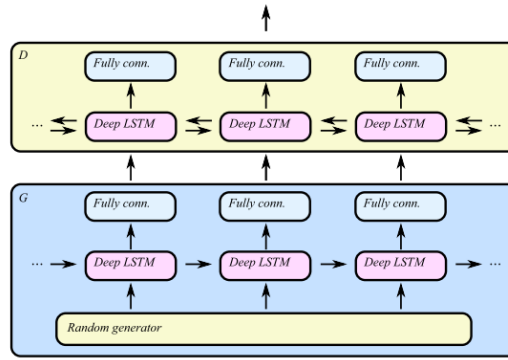 D
Fully conn. Fully conn. Fully conn.
... Deep LSTM Deep LSTM Deep LSTM ...
G
Fully conn. Fully conn. Fully conn.
... Deep LSTM Deep LSTM Deep LSTM ...
Random generator